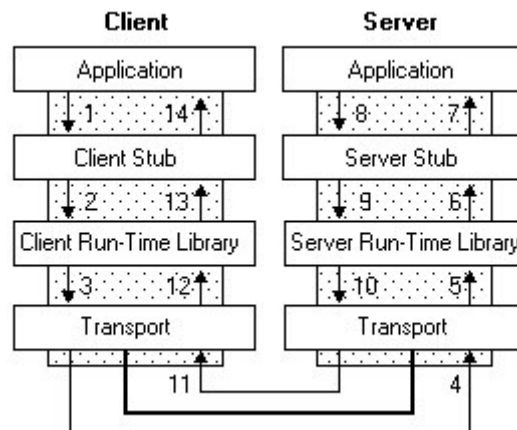 Client Server
Application Application
1 14 8 7
Client Stub Server Stub
2 13 9 6
Client Run-Time Library Server Run-Time Library
3 12 10 5
Transport Transport
11 4